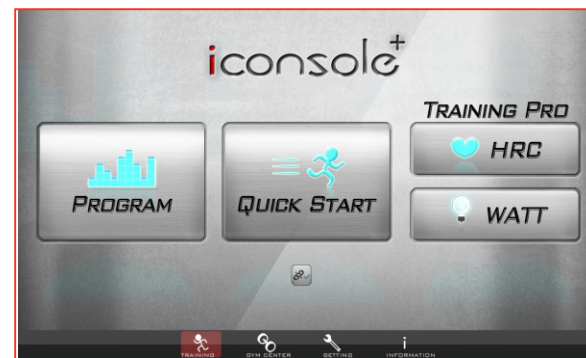 iconsole+
TRAINING PRO
HRC
PROGRAM
QUICK START
WATT
TRAINING
GYM CENTER
SETTING
i
INFORMATION